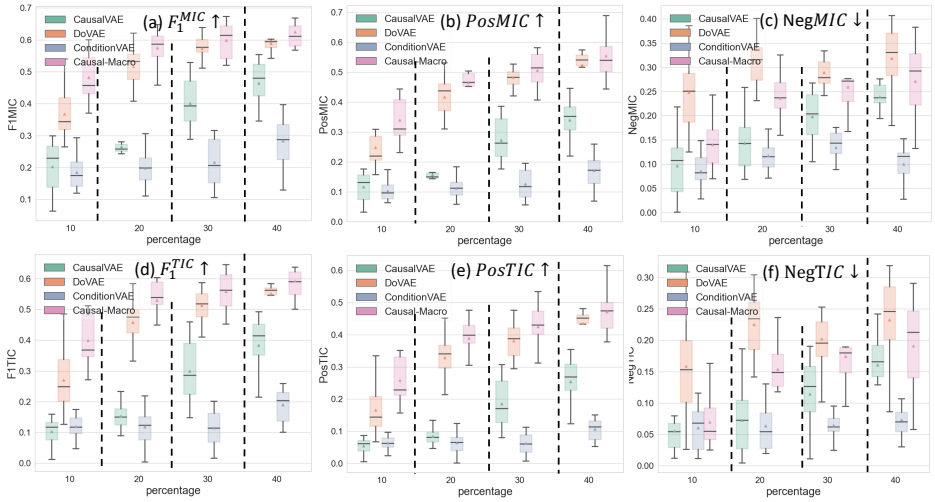 (a) F₁ᴹᴵᶜ ↑
CausalVAE
DoVAE
ConditionVAE
Causal-Macro
F1MIC
0.7
0.6
0.5
0.4
0.3
0.2
0.1
10 20 30 40
percentage
(b) PosMIC ↑
CausalVAE
DoVAE
ConditionVAE
Causal-Macro
PosMIC
0.7
0.6
0.5
0.4
0.3
0.2
0.1
0.0
10 20 30 40
percentage
(c) NegMIC ↓
CausalVAE
DoVAE
ConditionVAE
Causal-Macro
NegMIC
0.40
0.35
0.30
0.25
0.20
0.15
0.10
0.05
0.00
10 20 30 40
percentage
(d) F₁ᵀᴵᶜ ↑
CausalVAE
DoVAE
ConditionVAE
Causal-Macro
F1TIC
0.6
0.5
0.4
0.3
0.2
0.1
0.0
10 20 30 40
percentage
(e) PosTIC ↑
CausalVAE
DoVAE
ConditionVAE
Causal-Macro
PosTIC
0.6
0.5
0.4
0.3
0.2
0.1
0.0
10 20 30 40
percentage
(f) NegTIC ↓
CausalVAE
DoVAE
ConditionVAE
Causal-Macro
NegTIC
0.30
0.25
0.20
0.15
0.10
0.05
0.00
10 20 30 40
percentage